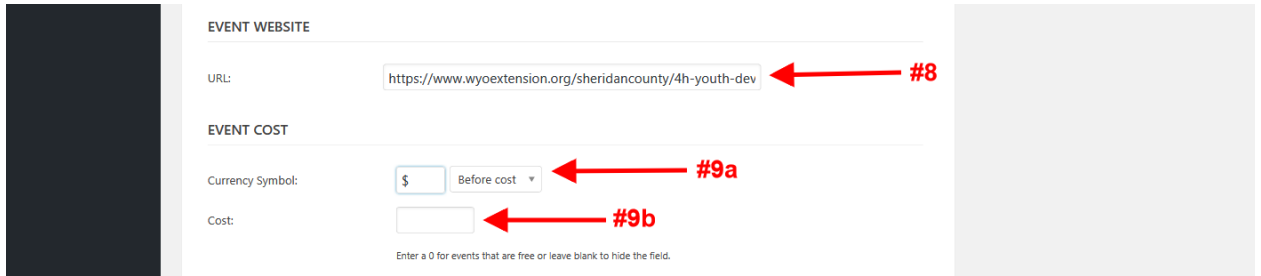 EVENT WEBSITE
URL: https://www.wyoextension.org/sheridancounty/4h-youth-dev #8
EVENT COST
Currency Symbol: $ Before cost #9a
Cost: #9b
Enter a 0 for events that are free or leave blank to hide the field.